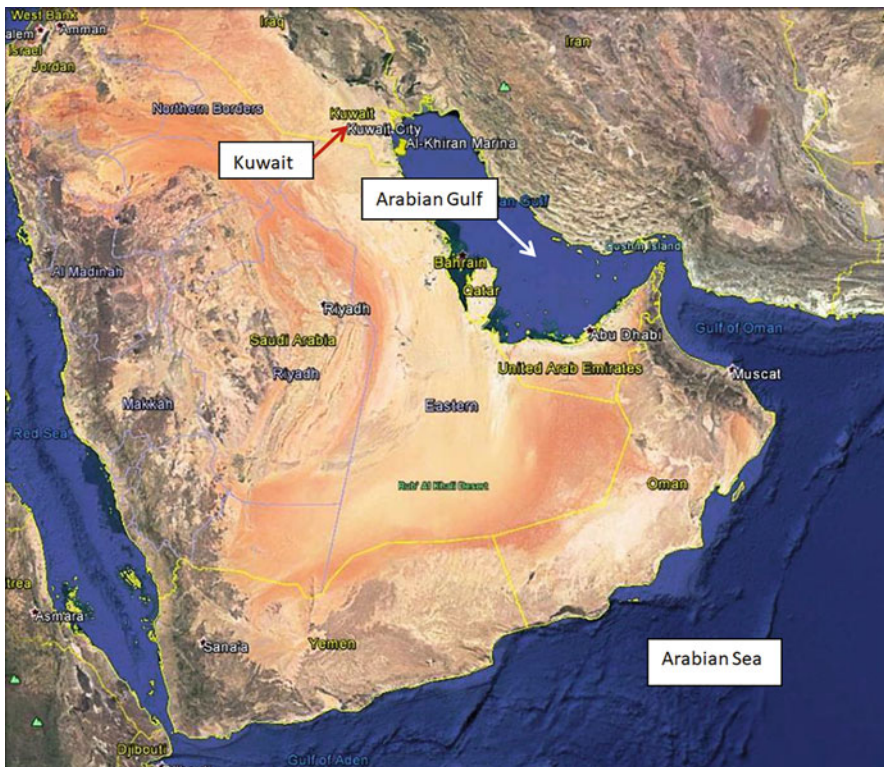 West Bank
Iraq
Amman
Iran
Israel
Jordan
Northern Borders
Kuwait
Kuwait City
Al-Khiran Marina
Kuwait
Arabian Gulf
Gulf
Al Madinah
Bahrain
Qatar
Riyadh
Abu Dhabi
Gulf of Oman
Saudi Arabia
United Arab Emirates
Riyadh
Muscat
Makkah
Eastern
Red Sea
Rub' Al Khali Desert
Oman
Asmara
Sana'a
Yemen
Arabian Sea
Djibouti
Gulf of Aden